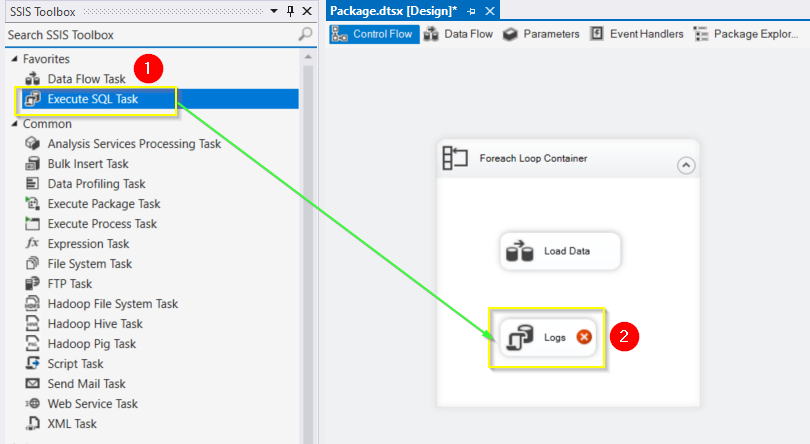 SSIS Toolbox
Search SSIS Toolbox
Favorites
Data Flow Task
1
Execute SQL Task
Common
Analysis Services Processing Task
Bulk Insert Task
Data Profiling Task
Execute Package Task
Execute Process Task
Expression Task
File System Task
FTP Task
Hadoop File System Task
Hadoop Hive Task
Hadoop Pig Task
Script Task
Send Mail Task
Web Service Task
XML Task
Package.dtsx [Design]*
Control Flow Data Flow Parameters Event Handlers Package Explor...
Foreach Loop Container
Load Data
Logs
2